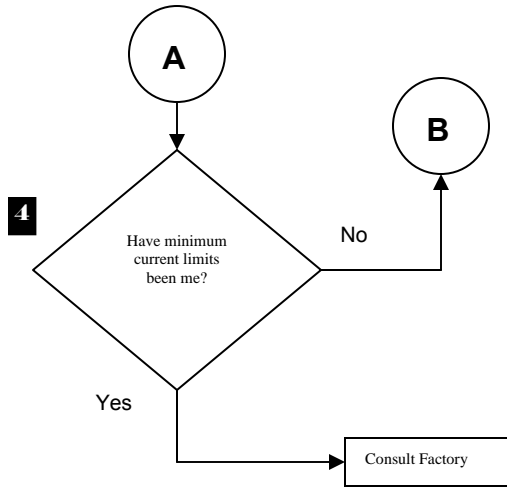 A
B
4
Have minimum
current limits
been me?
No
Yes
Consult Factory